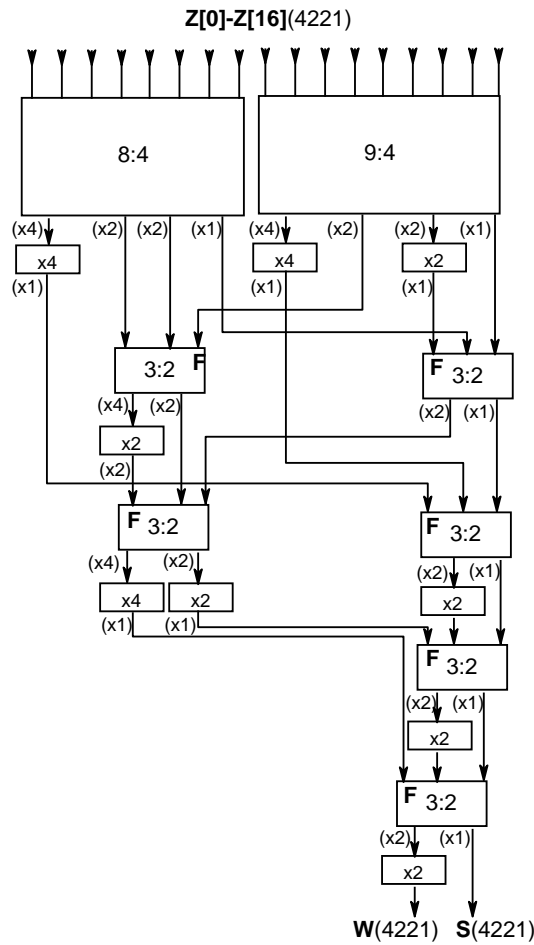 Z[0]-Z[16](4221)
8:4
9:4
(x4) (x2) (x2) (x1) (x4) (x2) (x2) (x1)
x4 x4 x2
(x1) (x1) (x1)
3:2 F
F 3:2
(x4) (x2) (x2) (x1)
x2
(x2)
F 3:2
F 3:2
(x4) (x2) (x2) (x1)
x4 x2 x2
(x1) (x1)
F 3:2
(x2) (x1)
x2
F 3:2
(x2) (x1)
x2
W(4221) S(4221)